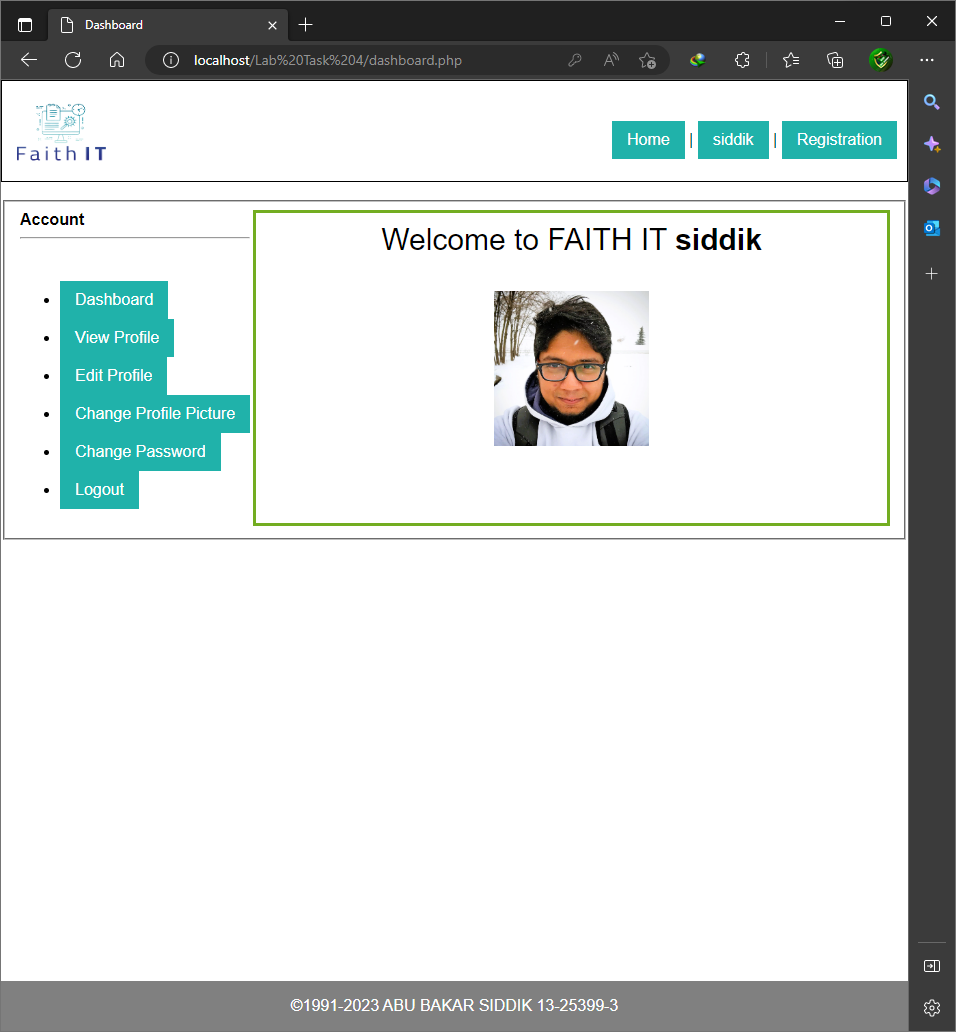 Dashboard
localhost/Lab%20Task%204/dashboard.php
Faith IT
Home | siddik | Registration
Account
Dashboard
View Profile
Edit Profile
Change Profile Picture
Change Password
Logout
Welcome to FAITH IT siddik
©1991-2023 ABU BAKAR SIDDIK 13-25399-3